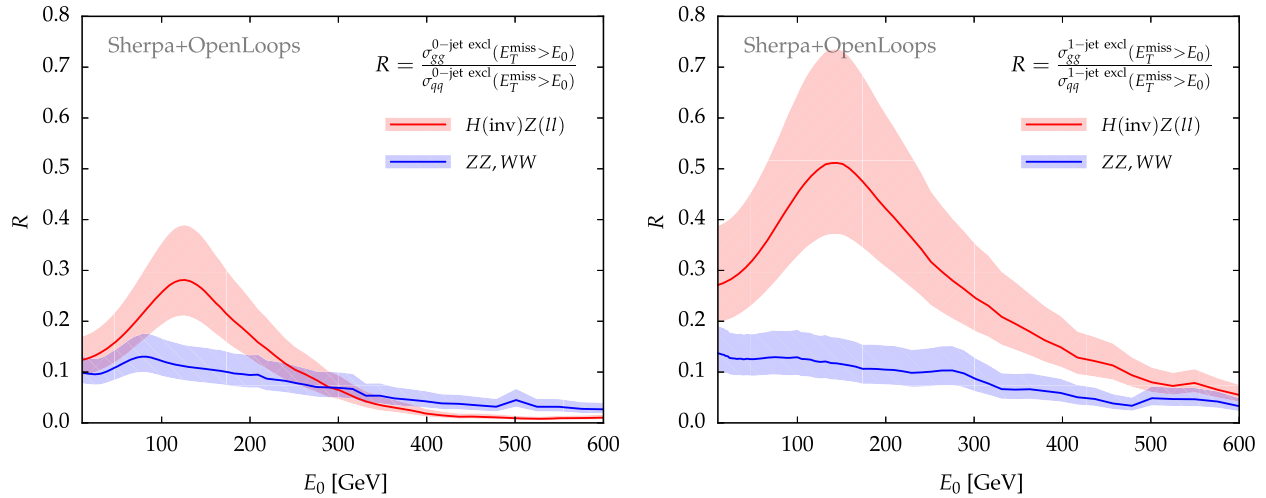 Sherpa+OpenLoops
R = σ_gg^{0−jet excl}(E_T^miss>E_0) / σ_qq^{0−jet excl}(E_T^miss>E_0)
H(inv)Z(ll)
ZZ, WW
0.8
0.7
0.6
0.5
0.4
0.3
0.2
0.1
0.0
R
100 200 300 400 500 600
E_0 [GeV]
Sherpa+OpenLoops
R = σ_gg^{1−jet excl}(E_T^miss>E_0) / σ_qq^{1−jet excl}(E_T^miss>E_0)
H(inv)Z(ll)
ZZ, WW
0.8
0.7
0.6
0.5
0.4
0.3
0.2
0.1
0.0
R
100 200 300 400 500 600
E_0 [GeV]